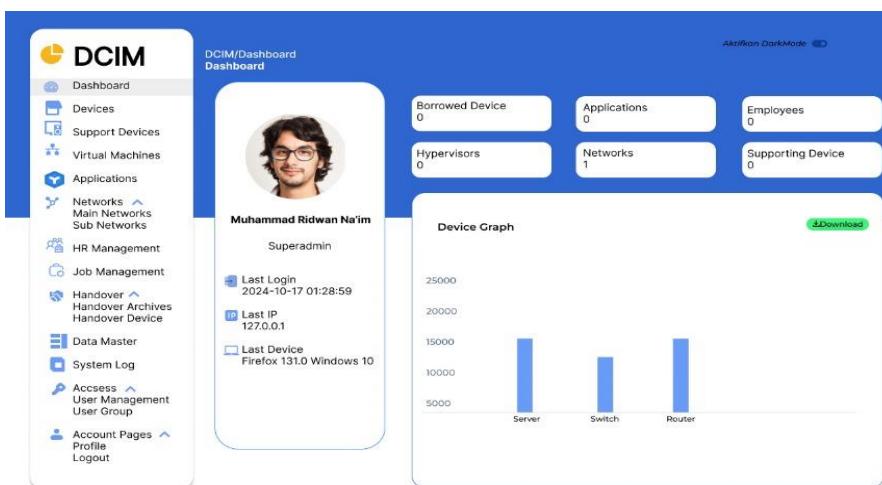 DCIM
Dashboard
Devices
Support Devices
Virtual Machines
Applications
Networks
Main Networks
Sub Networks
HR Management
Job Management
Handover
Handover Archives
Handover Device
Data Master
System Log
Accsess
User Management
User Group
Account Pages
Profile
Logout
DCIM/Dashboard
Dashboard
Aktifkan DarkMode
Muhammad Ridwan Na'im
Superadmin
Last Login
2024-10-17 01:28:59
IP
Last IP
127.0.0.1
Last Device
Firefox 131.0 Windows 10
Borrowed Device
0
Applications
0
Employees
0
Hypervisors
0
Networks
1
Supporting Device
0
Device Graph
Download
25000
20000
15000
10000
5000
Server
Switch
Router